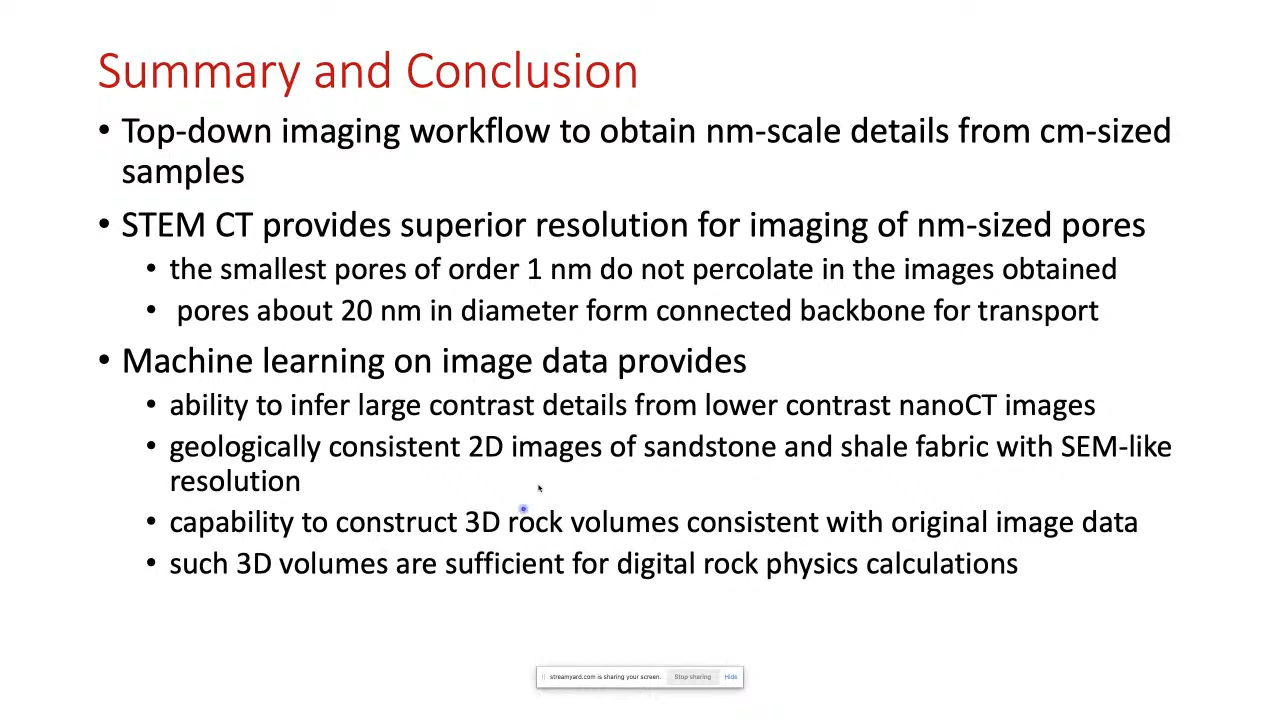 Summary and Conclusion
• Top-down imaging workflow to obtain nm-scale details from cm-sized
samples
• STEM CT provides superior resolution for imaging of nm-sized pores
• the smallest pores of order 1 nm do not percolate in the images obtained
• pores about 20 nm in diameter form connected backbone for transport
• Machine learning on image data provides
• ability to infer large contrast details from lower contrast nanoCT images
• geologically consistent 2D images of sandstone and shale fabric with SEM-like
resolution
• capability to construct 3D rock volumes consistent with original image data
• such 3D volumes are sufficient for digital rock physics calculations
streamyard.com is sharing your screen. Stop sharing Hide